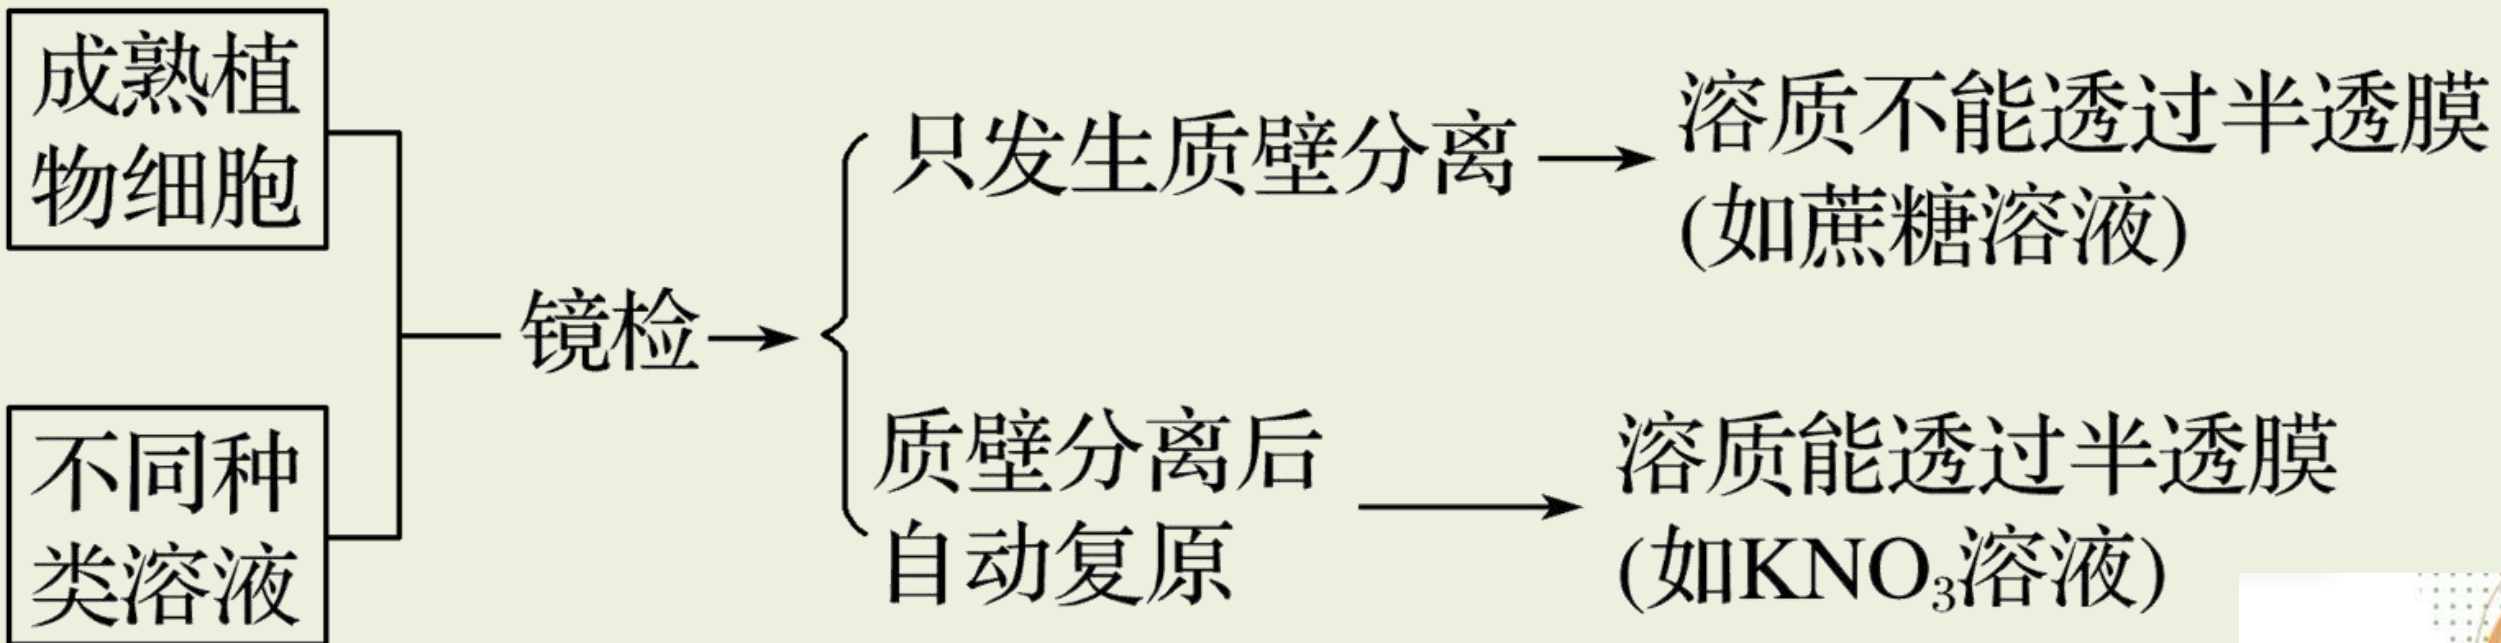 成熟植
物细胞
不同种
类溶液
镜检
只发生质壁分离
溶质不能透过半透膜
(如蔗糖溶液)
质壁分离后
自动复原
溶质能透过半透膜
(如KNO₃溶液)